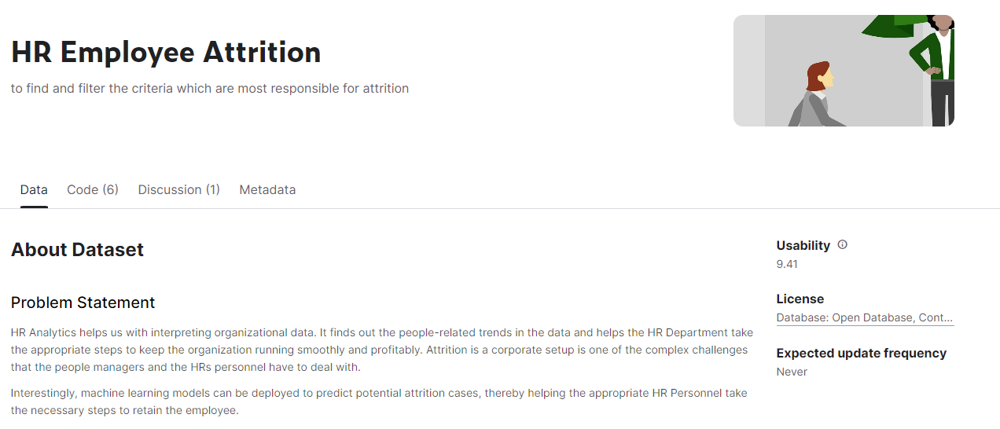 HR Employee Attrition
to find and filter the criteria which are most responsible for attrition
Data Code (6) Discussion (1) Metadata
About Dataset
Problem Statement
HR Analytics helps us with interpreting organizational data. It finds out the people-related trends in the data and helps the HR Department take
the appropriate steps to keep the organization running smoothly and profitably. Attrition is a corporate setup is one of the complex challenges
that the people managers and the HRs personnel have to deal with.
Interestingly, machine learning models can be deployed to predict potential attrition cases, thereby helping the appropriate HR Personnel take
the necessary steps to retain the employee.
Usability
9.41
License
Database: Open Database, Cont...
Expected update frequency
Never